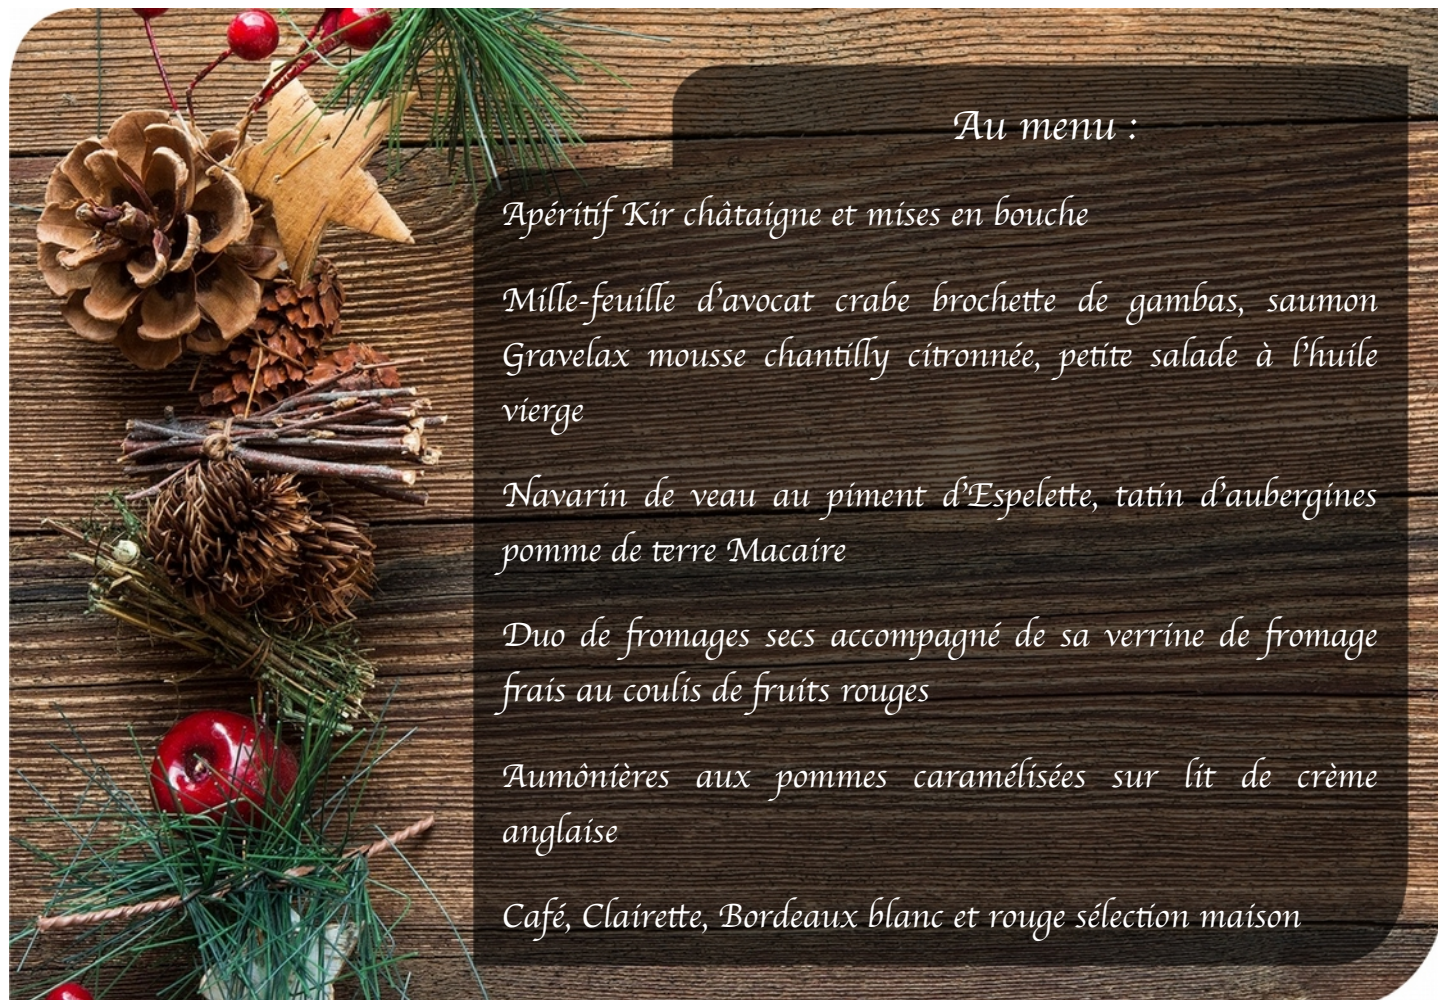 Au menu :
Apéritif Kir châtaigne et mises en bouche
Mille-feuille d'avocat crabe brochette de gambas, saumon
Gravelax mousse chantilly citronnée, petite salade à l'huile
vierge
Navarin de veau au piment d'Espelette, tatin d'aubergines
pomme de terre Macaire
Duo de fromages secs accompagné de sa verrine de fromage
frais au coulis de fruits rouges
Aumônières aux pommes caramélisées sur lit de crème
anglaise
Café, Clairette, Bordeaux blanc et rouge sélection maison